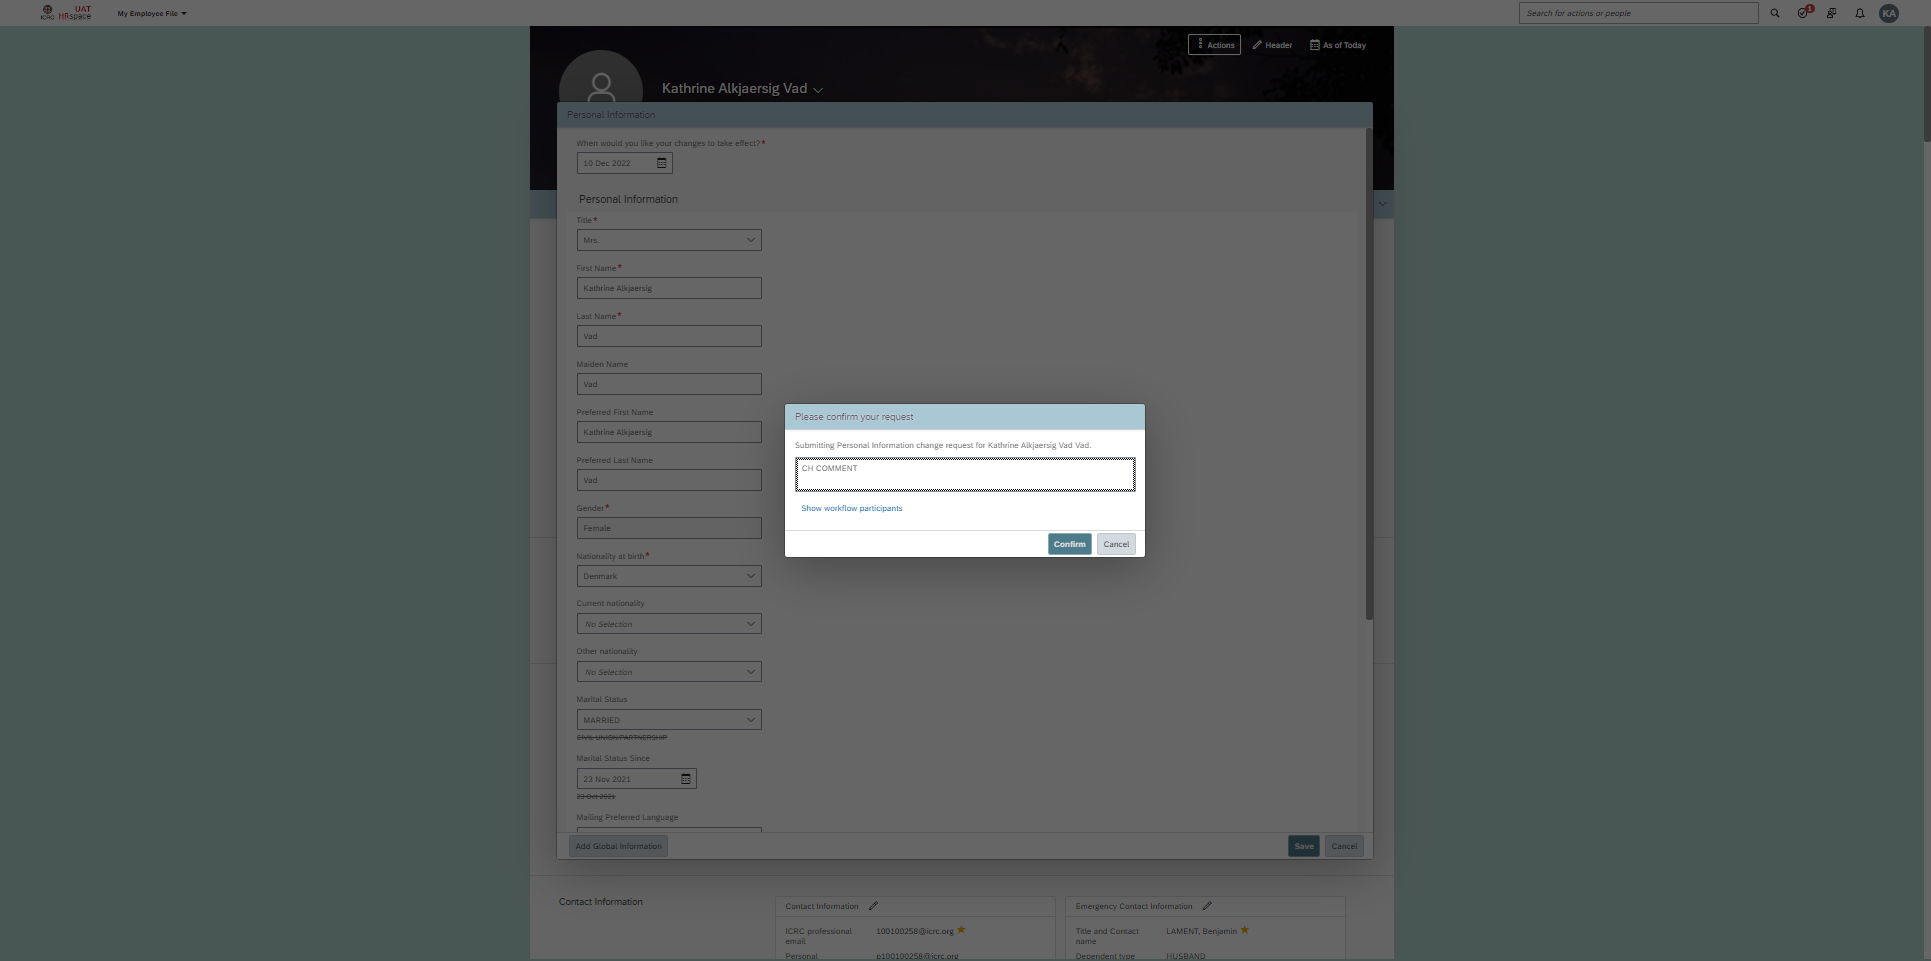 ICRC UAT HRspace My Employee File Search for actions or people 1 KA
Actions Header As of Today
Kathrine Alkjaersig Vad
Personal Information
When would you like your changes to take effect?*
10 Dec 2022
Personal Information
Title*
Mrs.
First Name*
Kathrine Alkjaersig
Last Name*
Vad
Maiden Name
Vad
Preferred First Name
Kathrine Alkjaersig
Preferred Last Name
Vad
Gender*
Female
Nationality at birth*
Denmark
Current nationality
No Selection
Other nationality
No Selection
Marital Status
MARRIED
CIVIL UNION/PARTNERSHIP
Marital Status Since
23 Nov 2021
Mailing Preferred Language
Please confirm your request
Submitting Personal Information change request for Kathrine Alkjaersig Vad Vad.
CH COMMENT
Show workflow participants
Confirm Cancel
Add Global Information Save Cancel
Contact Information
Contact Information
ICRC professional email 100100258@icrc.org
Personal p100100258@icrc.org
Emergency Contact Information
Title and Contact name LAMENT, Benjamin
Dependent type HUSBAND